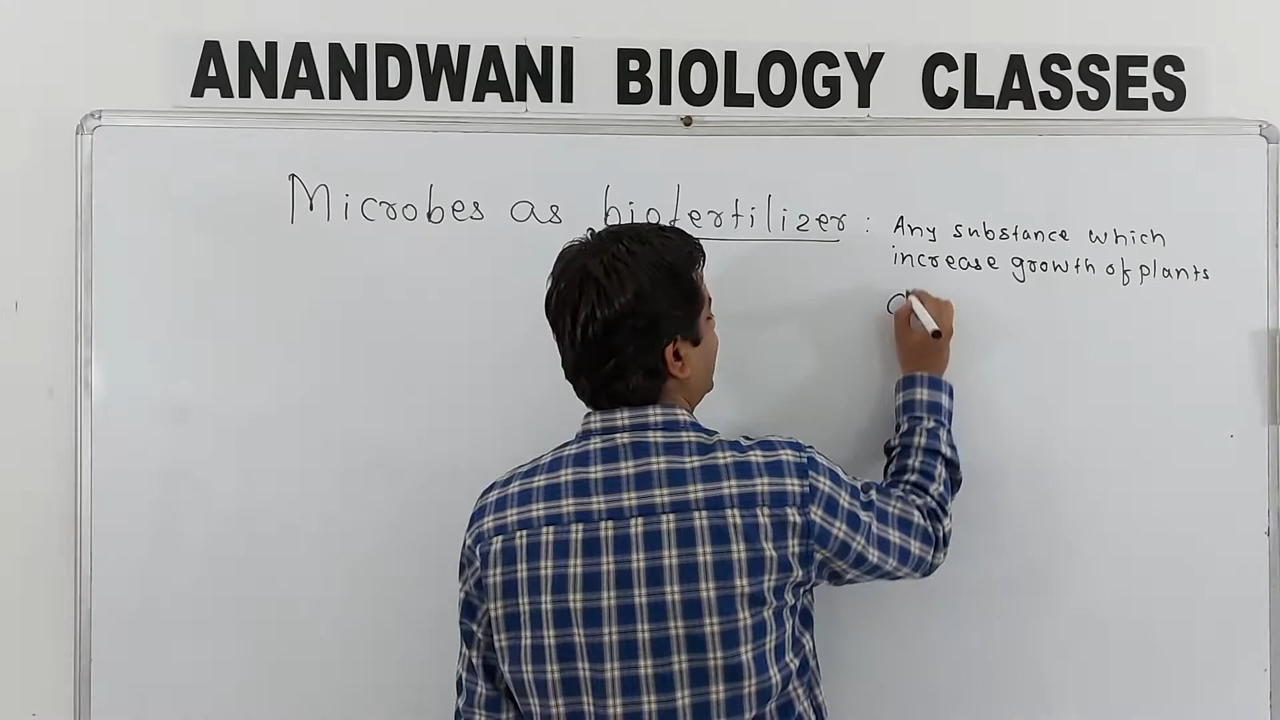 ANANDWANI BIOLOGY CLASSES
Microbes as biofertilizer : Any substance which
increase growth of plants